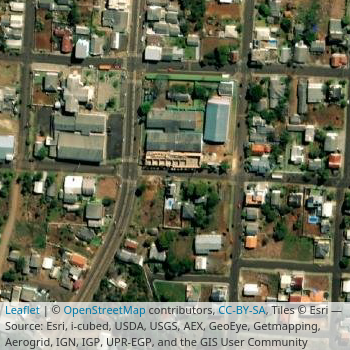 Leaflet | © OpenStreetMap contributors, CC-BY-SA, Tiles © Esri —
Source: Esri, i-cubed, USDA, USGS, AEX, GeoEye, Getmapping,
Aerogrid, IGN, IGP, UPR-EGP, and the GIS User Community